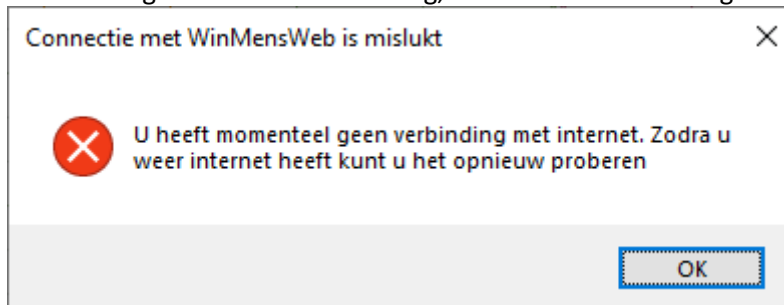 Connectie met WinMensWeb is mislukt
U heeft momenteel geen verbinding met internet. Zodra u
weer internet heeft kunt u het opnieuw proberen
OK